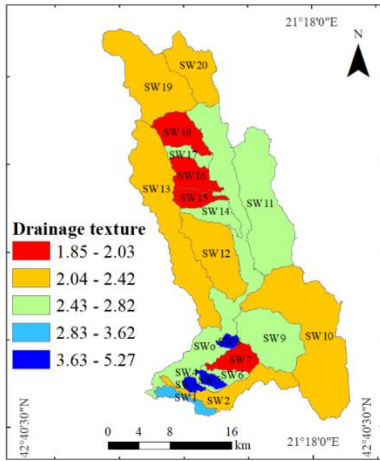 21°18'0"E
N
SW20
SW19
SW18
SW17
SW16
SW13
SW15
SW11
SW14
Drainage texture
1.85 - 2.03
2.04 - 2.42
2.43 - 2.82
2.83 - 3.62
3.63 - 5.27
SW12
SW9
SW10
SW7
SW4
SW6
SW2
SW1
42°40'30"N
42°40'30"N
0 4 8 16
km
21°18'0"E